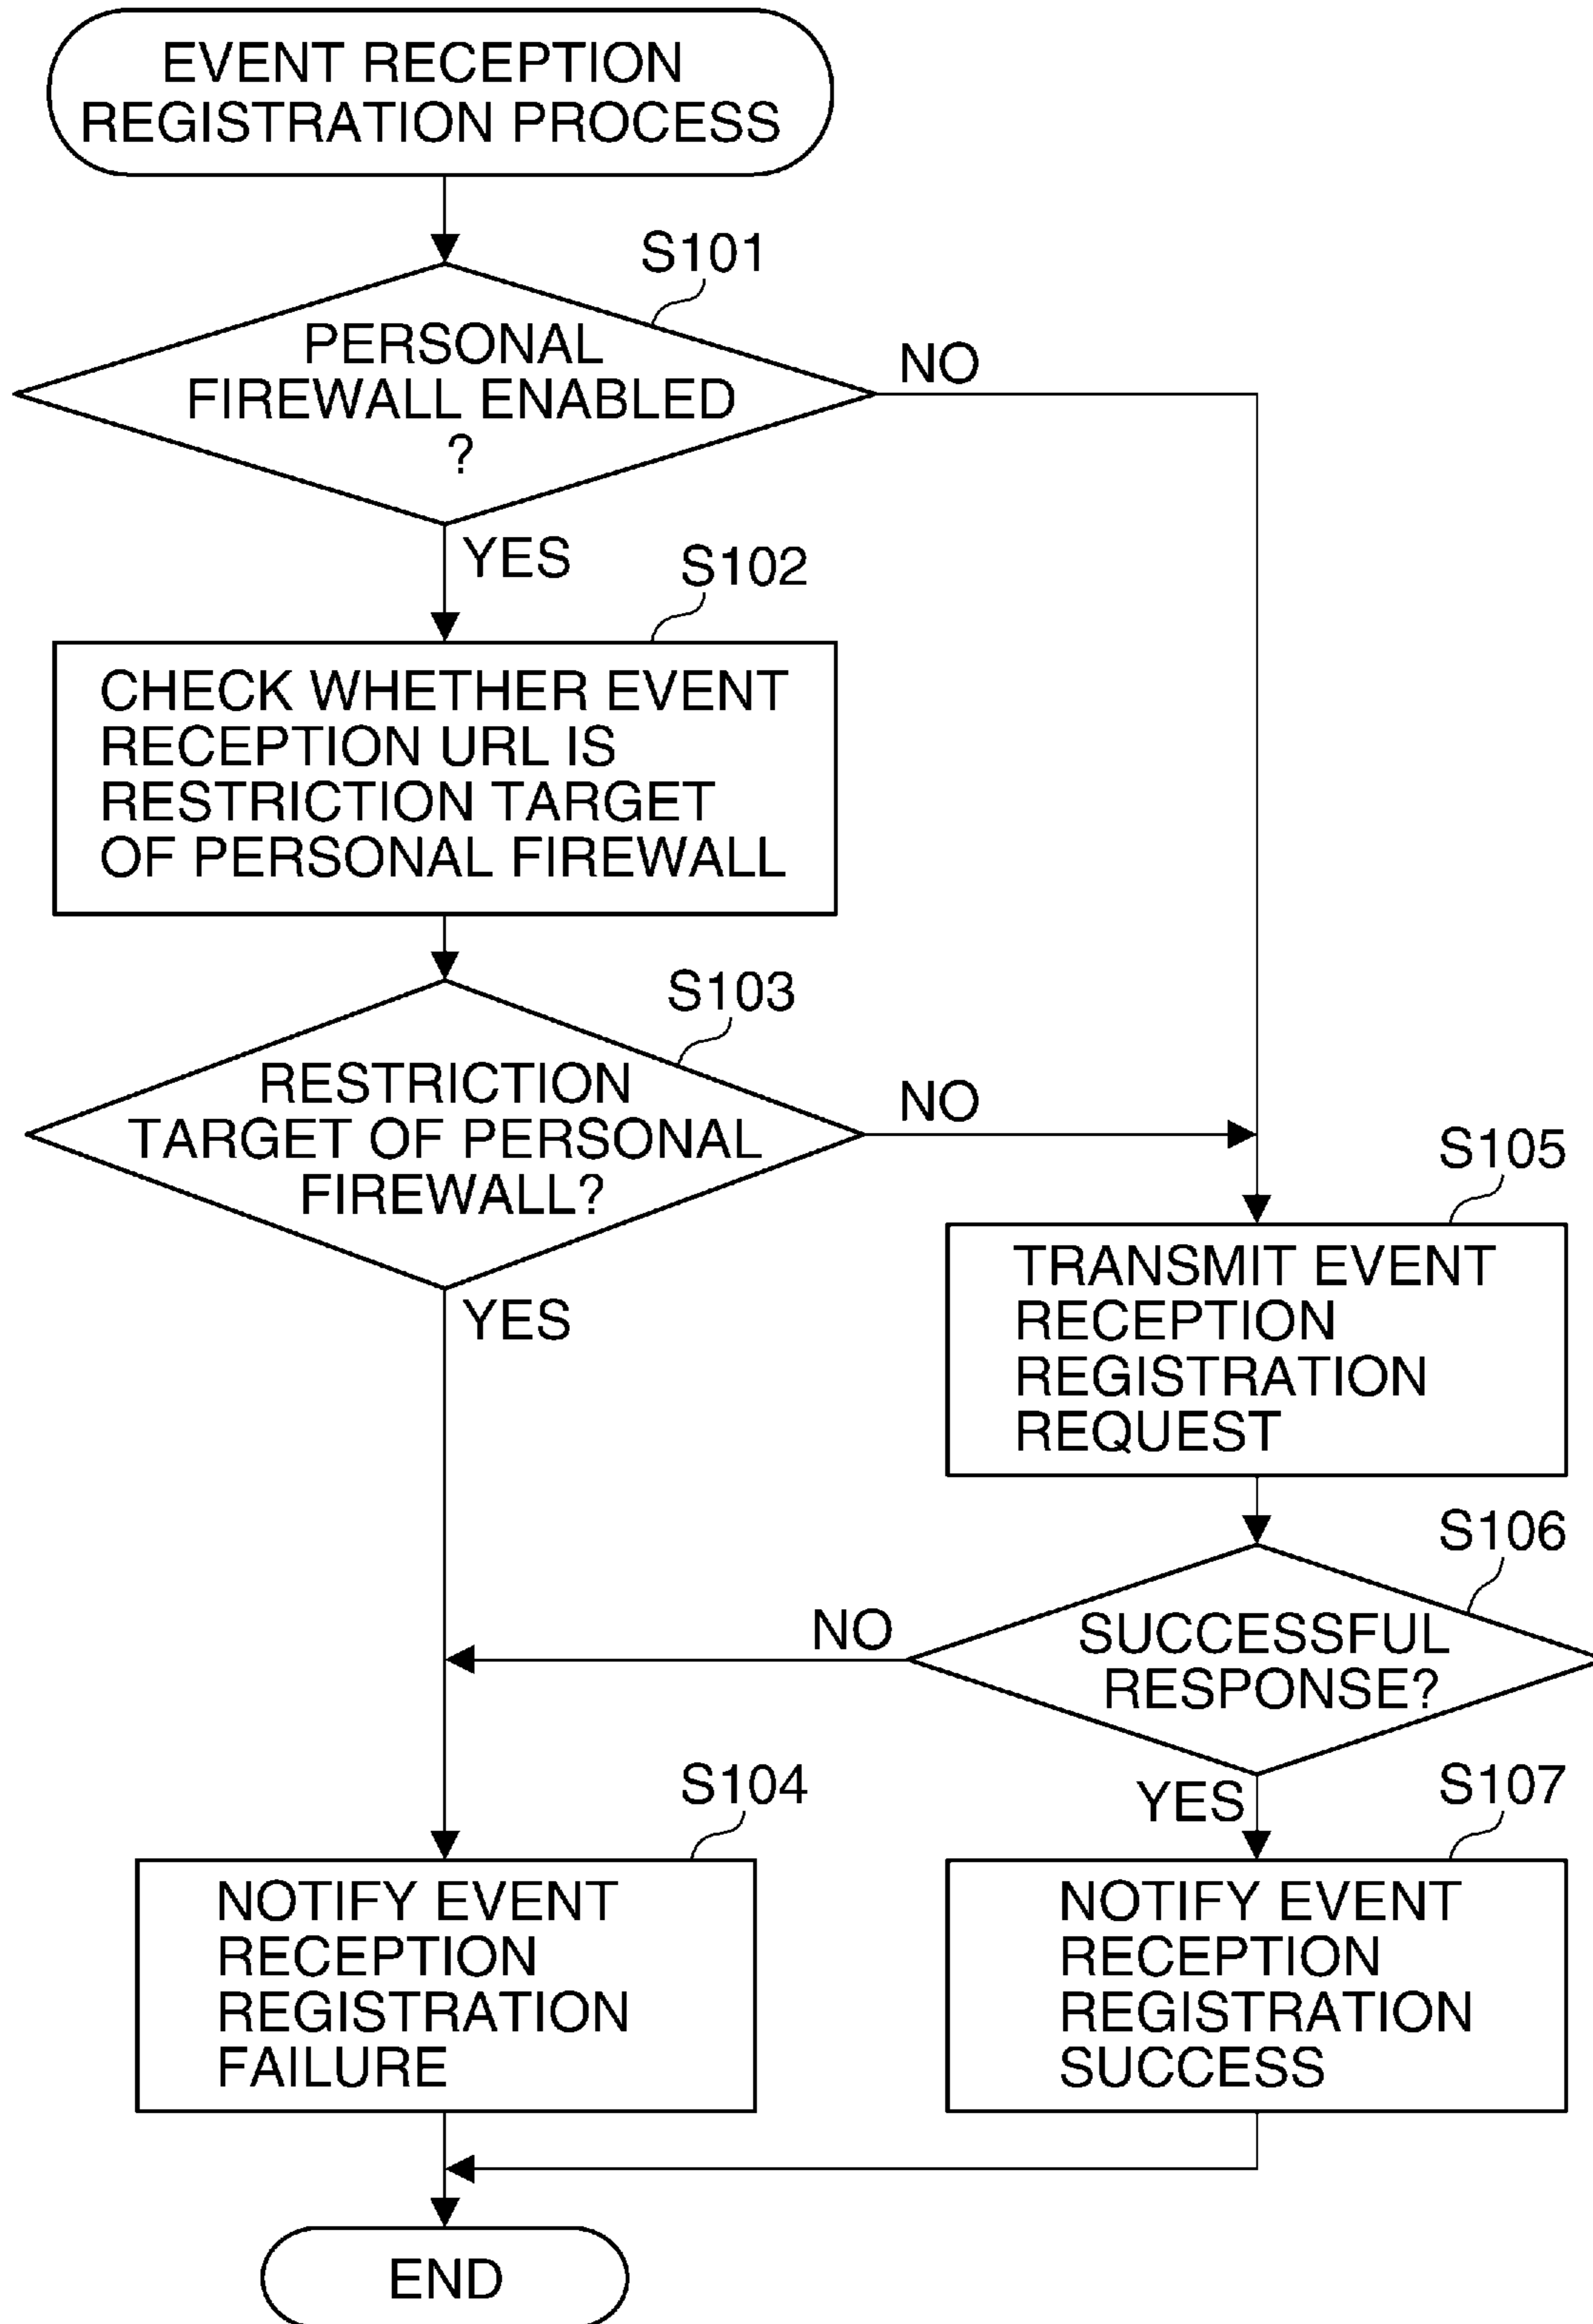 EVENT RECEPTION
REGISTRATION PROCESS
S101
PERSONAL
FIREWALL ENABLED
?
NO
YES
S102
CHECK WHETHER EVENT
RECEPTION URL IS
RESTRICTION TARGET
OF PERSONAL FIREWALL
S103
RESTRICTION
TARGET OF PERSONAL
FIREWALL?
NO
YES
S105
TRANSMIT EVENT
RECEPTION
REGISTRATION
REQUEST
S106
SUCCESSFUL
RESPONSE?
NO
YES
S104
NOTIFY EVENT
RECEPTION
REGISTRATION
FAILURE
S107
NOTIFY EVENT
RECEPTION
REGISTRATION
SUCCESS
END